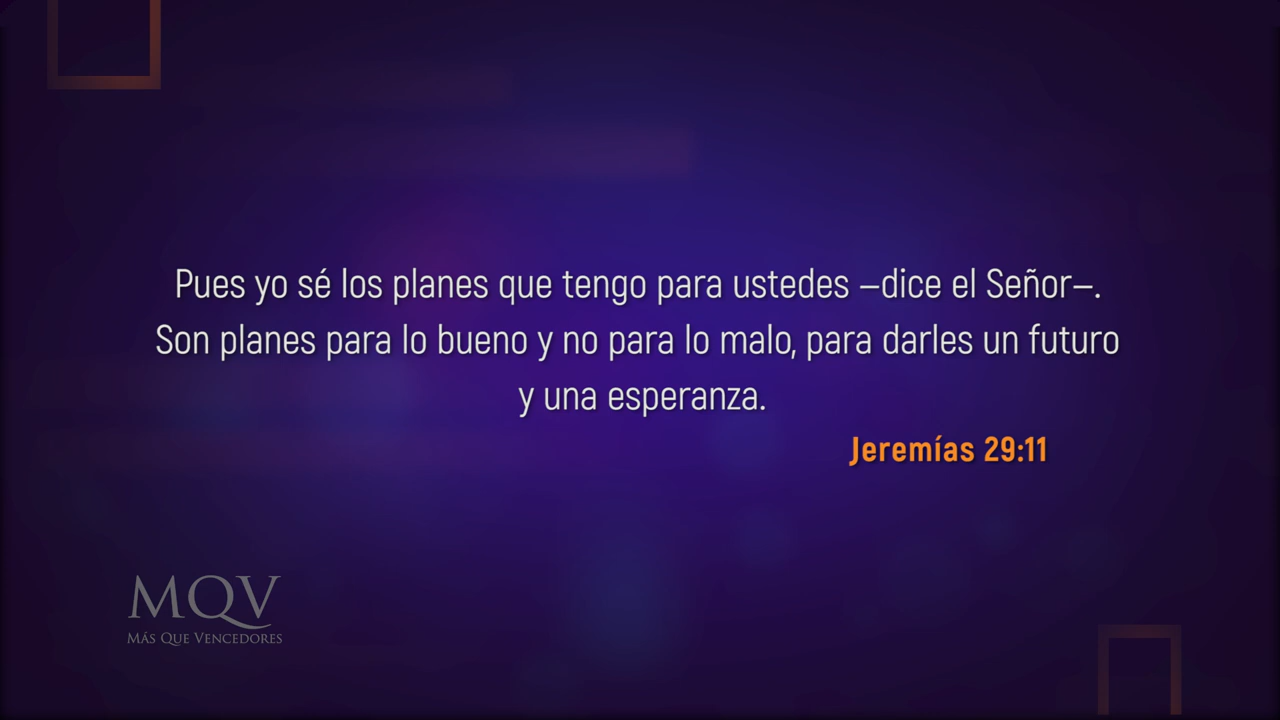 Pues yo sé los planes que tengo para ustedes —dice el Señor—.
Son planes para lo bueno y no para lo malo, para darles un futuro
y una esperanza.
Jeremías 29:11
MQV
Más Que Vencedores